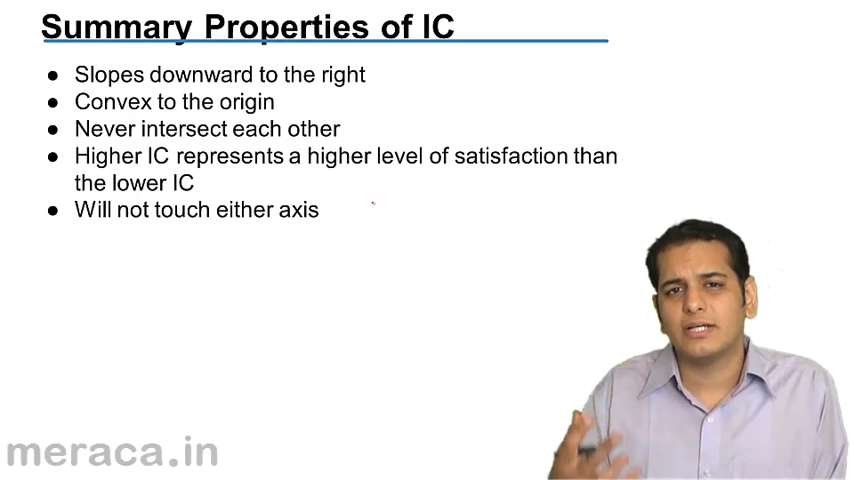 Summary Properties of IC
● Slopes downward to the right
● Convex to the origin
● Never intersect each other
● Higher IC represents a higher level of satisfaction than
the lower IC
● Will not touch either axis
meraca.in